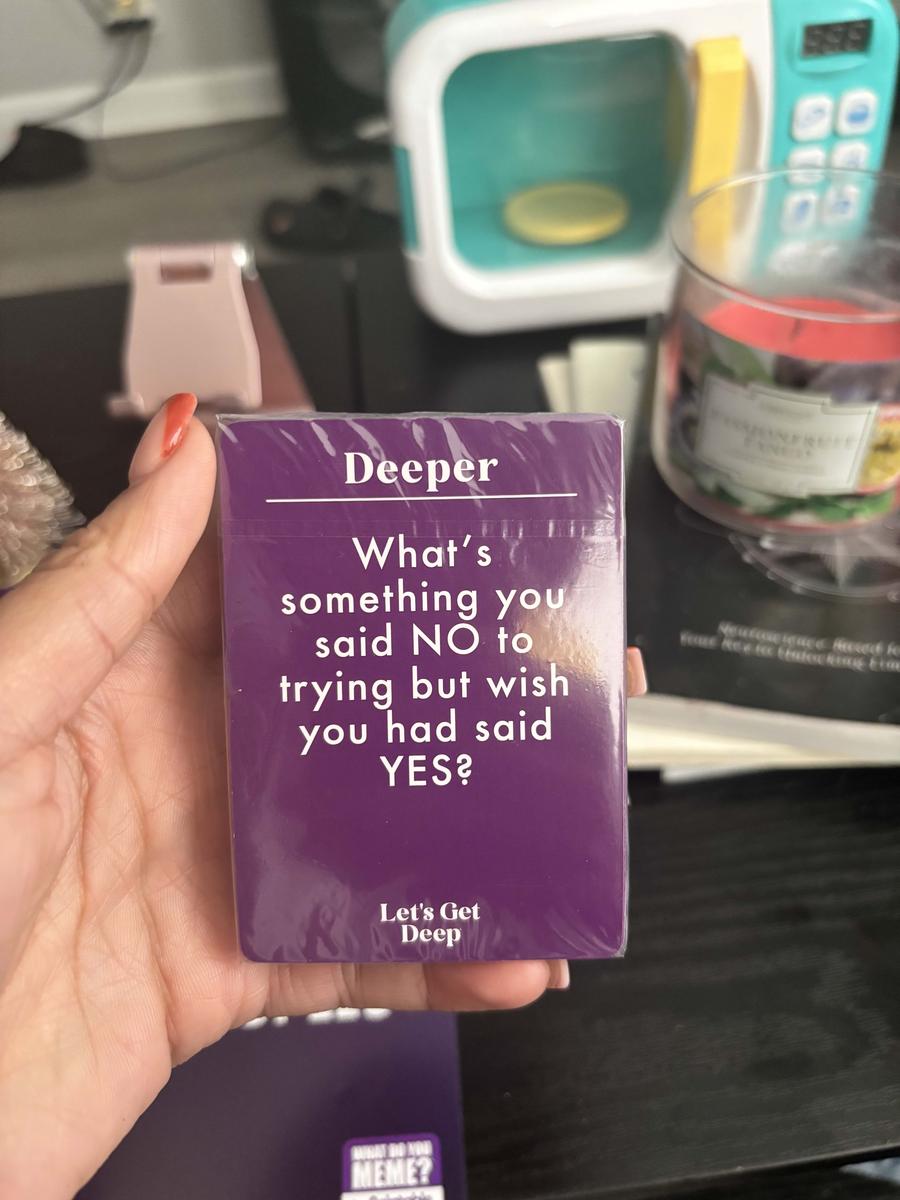 Deeper
What's
something you
said NO to
trying but wish
you had said
YES?
Let's Get
Deep
WHAT DO YOU
MEME?